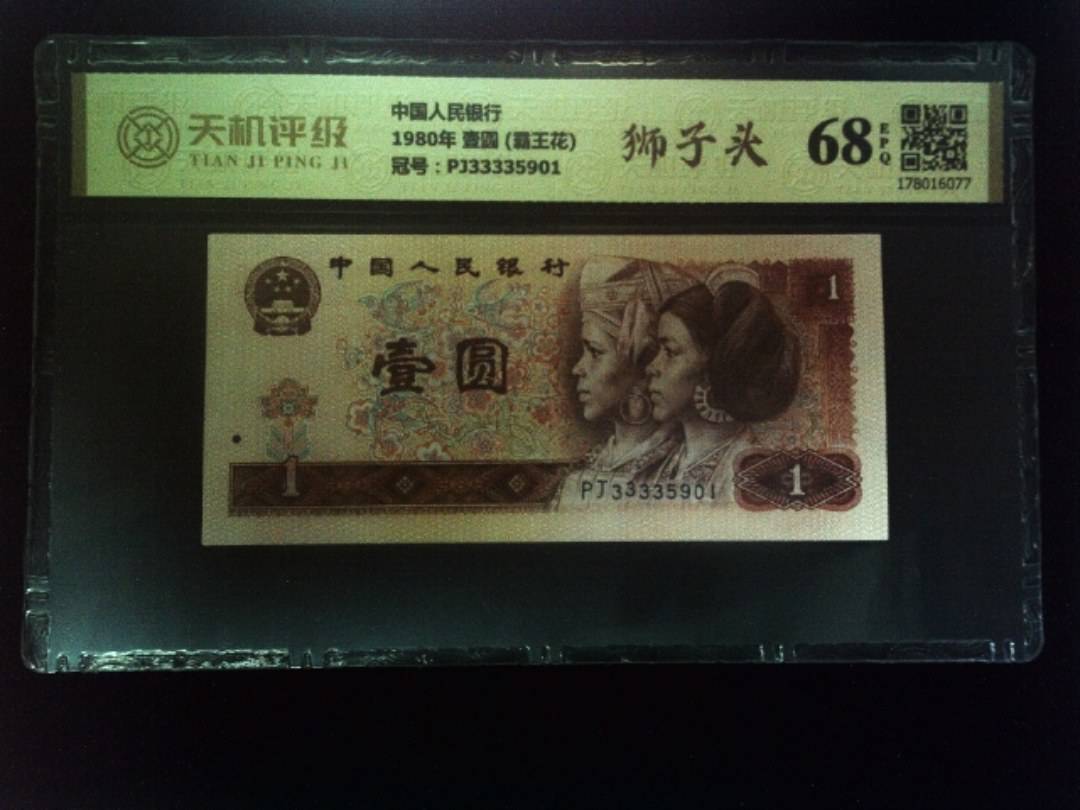 天机评级
TIAN JI PING JI
中国人民银行
1980年 壹圆 (霸王花)
冠号：PJ33335901
狮子头
68
EPQ
178016077
中国人民银行
1
壹圆
1
PJ33335901
1